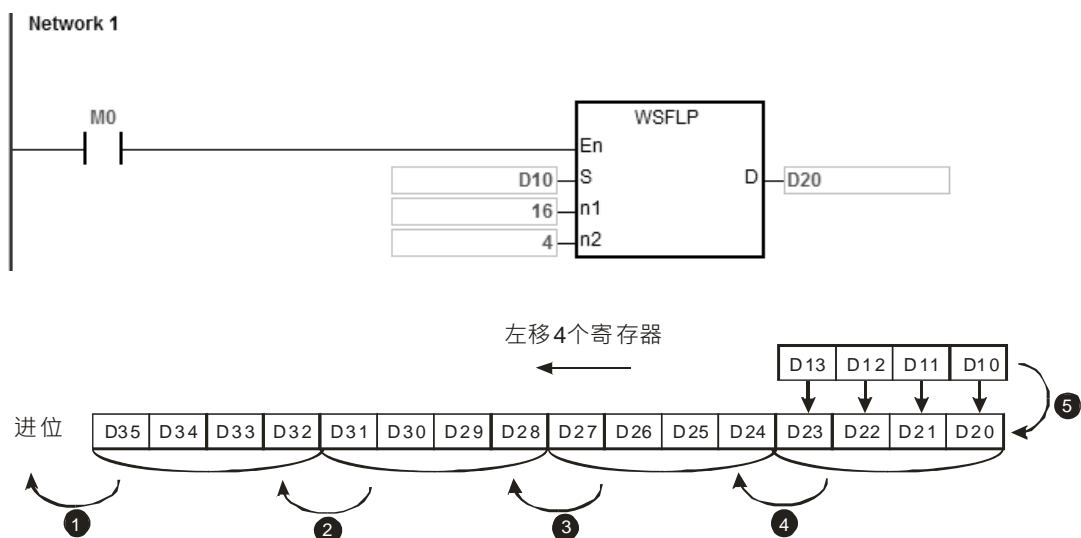 Network 1
M0
WSFLP
En
D10 S D D20
16 n1
4 n2
左移4个寄存器
D13 D12 D11 D10
5
进位 D35 D34 D33 D32 D31 D30 D29 D28 D27 D26 D25 D24 D23 D22 D21 D20
1 2 3 4